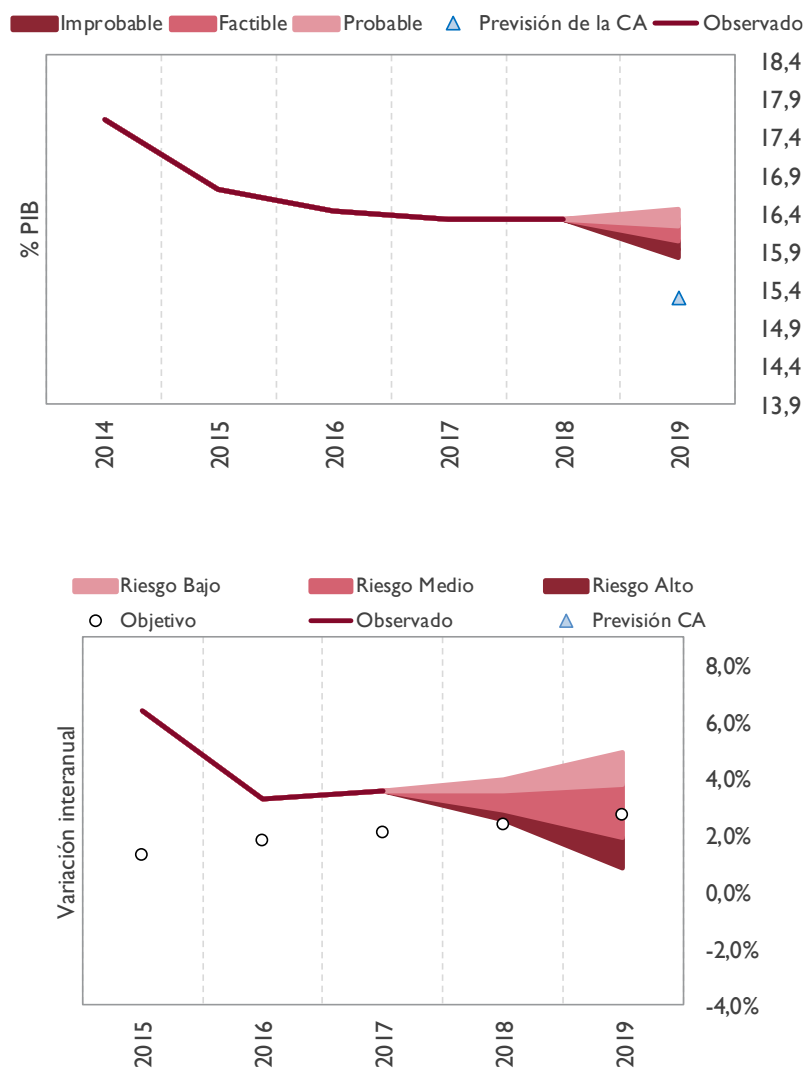 Improbable Factible Probable Previsión de la CA Observado
18,4
17,9
17,4
16,9
16,4
15,9
15,4
14,9
14,4
13,9
% PIB
2014 2015 2016 2017 2018 2019
Riesgo Bajo Riesgo Medio Riesgo Alto
Objetivo Observado Previsión CA
8,0%
6,0%
4,0%
2,0%
0,0%
-2,0%
-4,0%
Variación interanual
2015 2016 2017 2018 2019